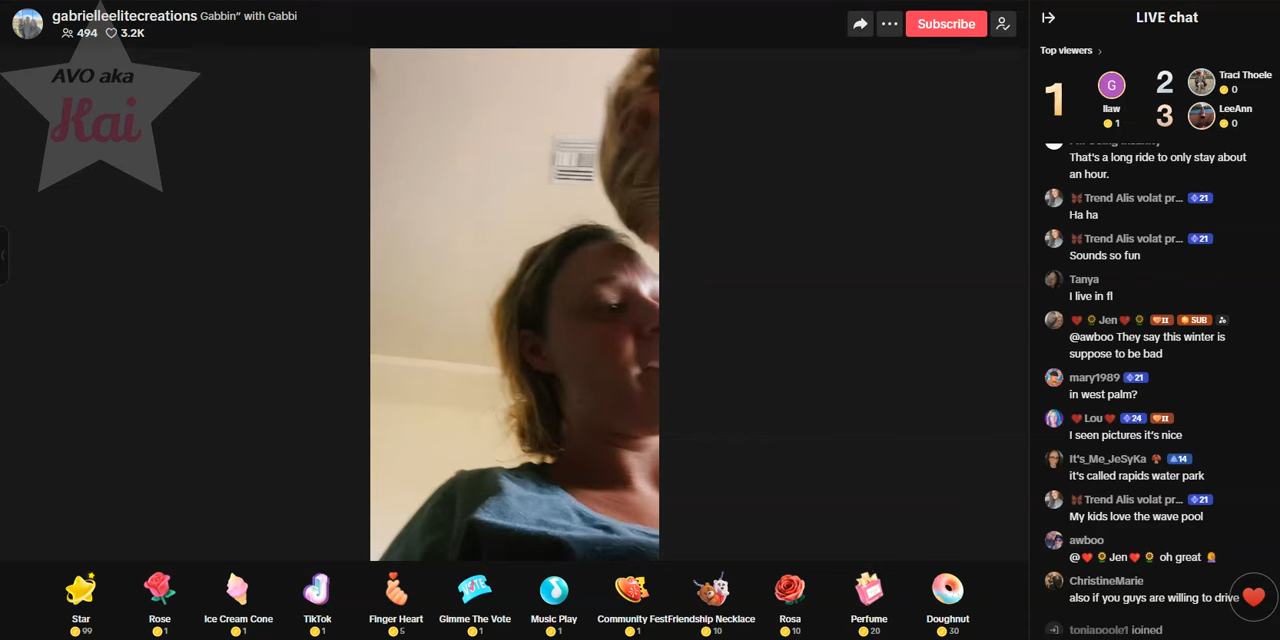 gabrielleelitecreations Gabbin" with Gabbi
494 3.2K
Subscribe
AVO aka
Kai
LIVE chat
Top viewers
1
G
llaw
1
2
Traci Thoele
0
3
LeeAnn
0
That's a long ride to only stay about
an hour.
Trend Alis volat pr... 21
Ha ha
Trend Alis volat pr... 21
Sounds so fun
Tanya
I live in fl
Jen II SUB
@awboo They say this winter is
suppose to be bad
mary1989 21
in west palm?
Lou 24 II
I seen pictures it's nice
It's_Me_JeSyKa 14
it's called rapids water park
Trend Alis volat pr... 21
My kids love the wave pool
awboo
@❤️🌻Jen❤️🌻 oh great
ChristineMarie
also if you guys are willing to drive
toniapoole1 joined
VOTE
Star
99
Rose
1
Ice Cream Cone
1
TikTok
1
Finger Heart
5
Gimme The Vote
1
Music Play
1
Community Fest
1
Friendship Necklace
10
Rosa
10
Perfume
20
Doughnut
30